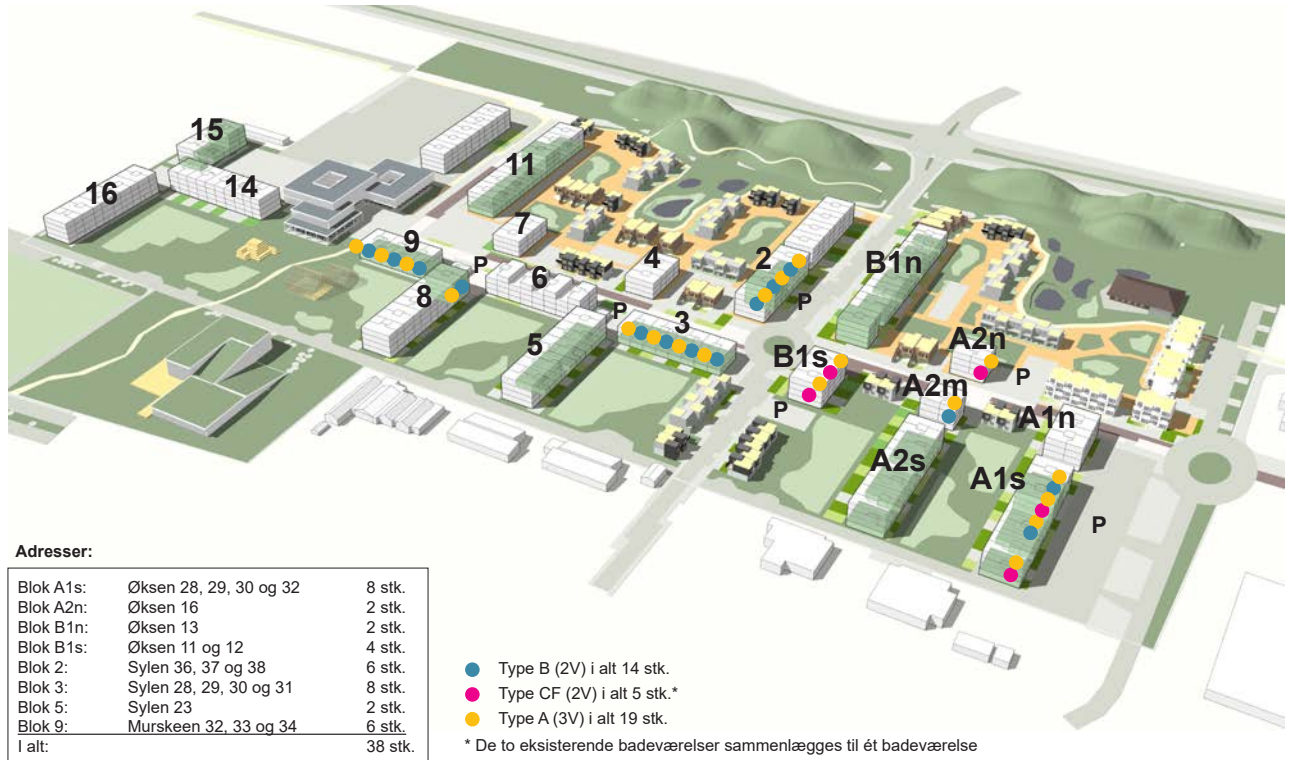 15
16
14
11
7
9
8
P
6
4
2
P
B1n
5
P
3
B1s
P
A2n
P
A2m
A1n
A2s
A1s
P
Adresser:
Blok A1s: Øksen 28, 29, 30 og 32 8 stk.
Blok A2n: Øksen 16 2 stk.
Blok B1n: Øksen 13 2 stk.
Blok B1s: Øksen 11 og 12 4 stk.
Blok 2: Sylen 36, 37 og 38 6 stk.
Blok 3: Sylen 28, 29, 30 og 31 8 stk.
Blok 5: Sylen 23 2 stk.
Blok 9: Murskeen 32, 33 og 34 6 stk.
I alt: 38 stk.
Type B (2V) i alt 14 stk.
Type CF (2V) i alt 5 stk.*
Type A (3V) i alt 19 stk.
* De to eksisterende badeværelser sammenlægges til ét badeværelse